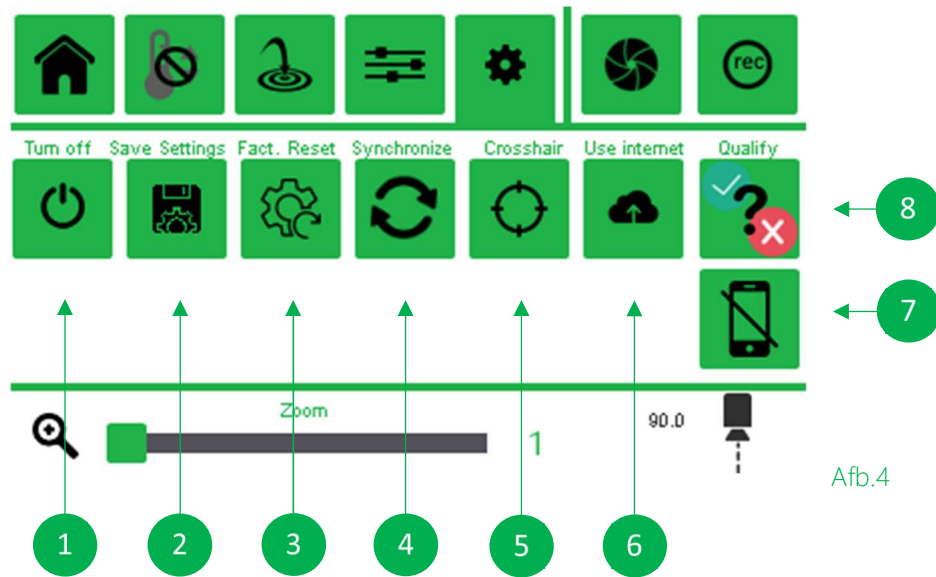 rec
Turn off Save Settings Fact. Reset Synchronize Crosshair Use internet Qualify
8
7
Zoom
90.0
1
Afb.4
1 2 3 4 5 6